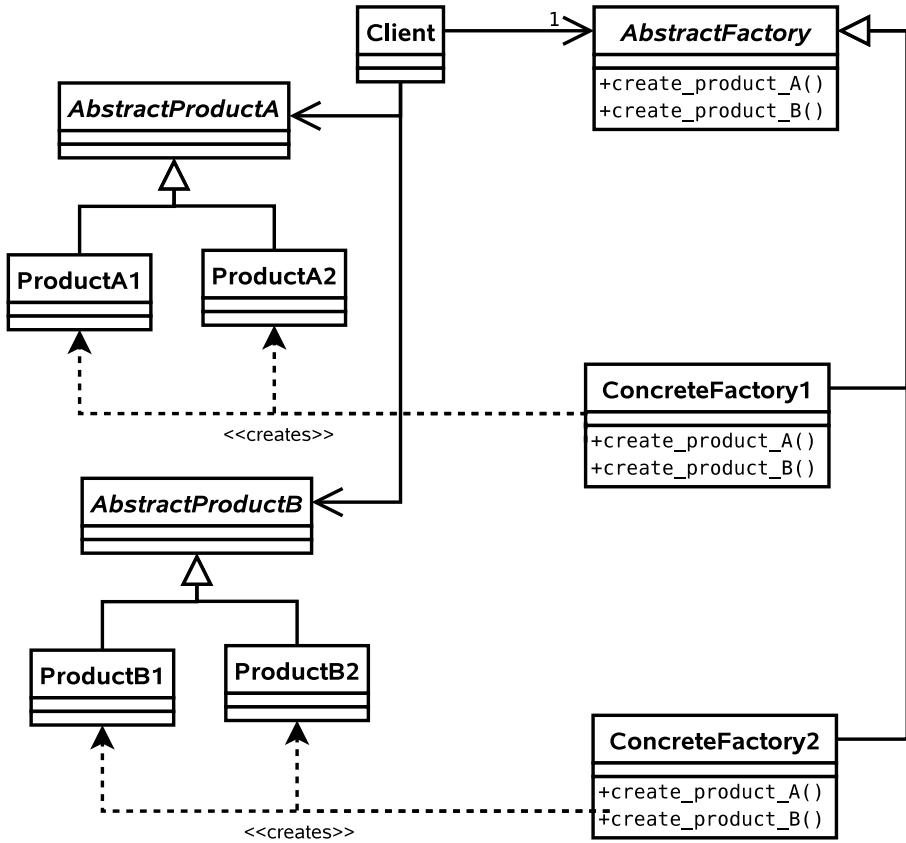 Client
1
AbstractFactory
+create_product_A()
+create_product_B()
AbstractProductA
ProductA1
ProductA2
ConcreteFactory1
+create_product_A()
+create_product_B()
<<creates>>
AbstractProductB
ProductB1
ProductB2
ConcreteFactory2
+create_product_A()
+create_product_B()
<<creates>>